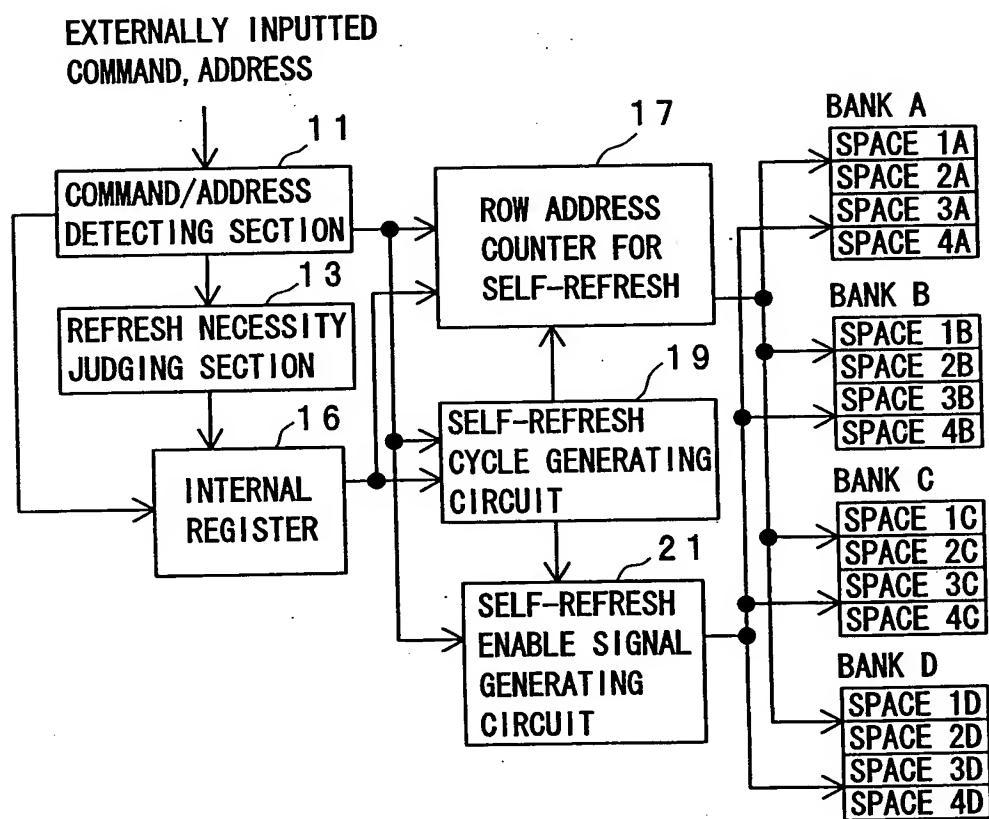 EXTERNALLY INPUTTED
COMMAND, ADDRESS
11
COMMAND/ADDRESS
DETECTING SECTION
13
REFRESH NECESSITY
JUDGING SECTION
16
INTERNAL
REGISTER
17
ROW ADDRESS
COUNTER FOR
SELF-REFRESH
19
SELF-REFRESH
CYCLE GENERATING
CIRCUIT
21
SELF-REFRESH
ENABLE SIGNAL
GENERATING
CIRCUIT
BANK A
SPACE 1A
SPACE 2A
SPACE 3A
SPACE 4A
BANK B
SPACE 1B
SPACE 2B
SPACE 3B
SPACE 4B
BANK C
SPACE 1C
SPACE 2C
SPACE 3C
SPACE 4C
BANK D
SPACE 1D
SPACE 2D
SPACE 3D
SPACE 4D